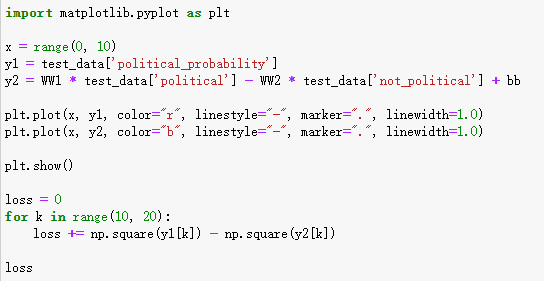 import matplotlib.pyplot as plt
x = range(0, 10)
y1 = test_data['political_probability']
y2 = WW1 * test_data['political'] - WW2 * test_data['not_political'] + bb
plt.plot(x, y1, color="r", linestyle="-", marker=".", linewidth=1.0)
plt.plot(x, y2, color="b", linestyle="-", marker=".", linewidth=1.0)
plt.show()
loss = 0
for k in range(10, 20):
    loss += np.square(y1[k]) - np.square(y2[k])
loss